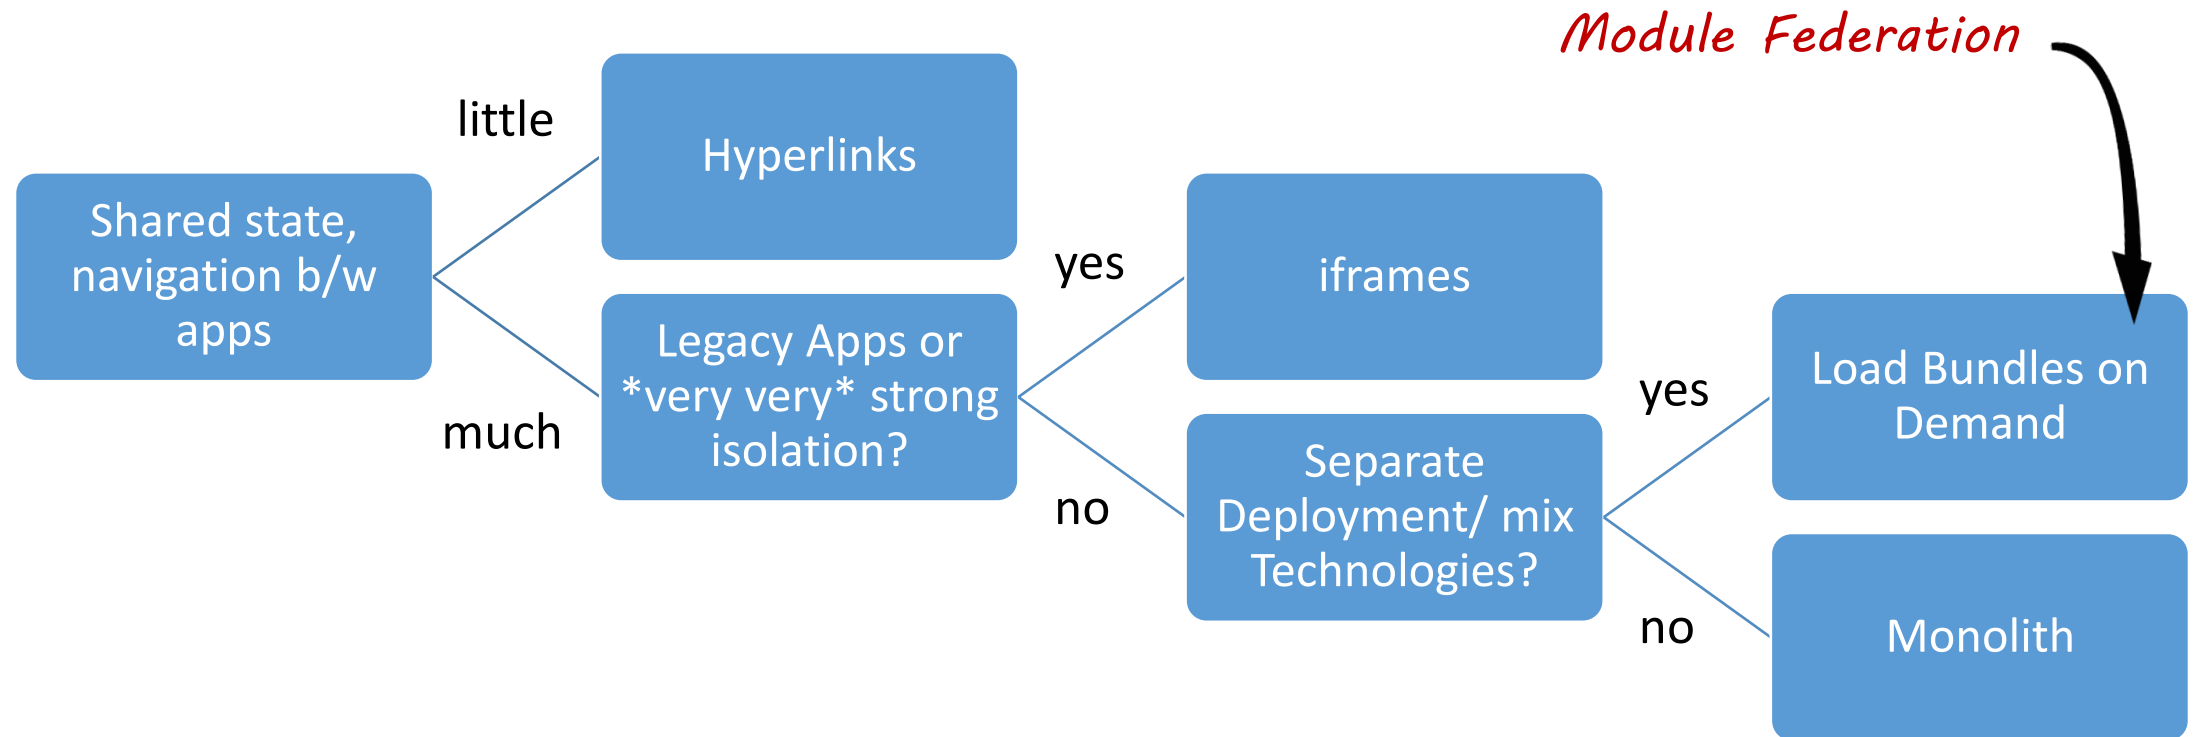 Module Federation
little
Hyperlinks
Shared state,
navigation b/w
apps
much
Legacy Apps or
*very very* strong
isolation?
yes
iframes
no
Separate
Deployment/ mix
Technologies?
yes
Load Bundles on
Demand
no
Monolith